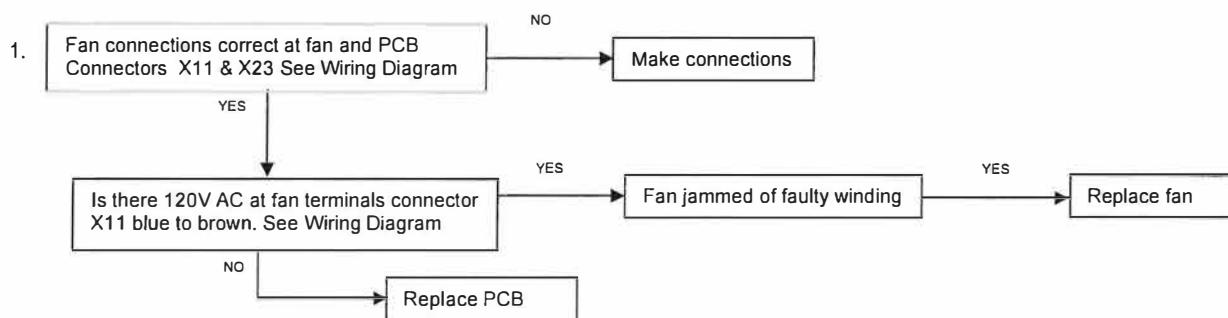 NO
1. Fan connections correct at fan and PCB
Connectors X11 & X23 See Wiring Diagram
Make connections
YES
Is there 120V AC at fan terminals connector
X11 blue to brown. See Wiring Diagram
YES
Fan jammed of faulty winding
YES
Replace fan
NO
Replace PCB